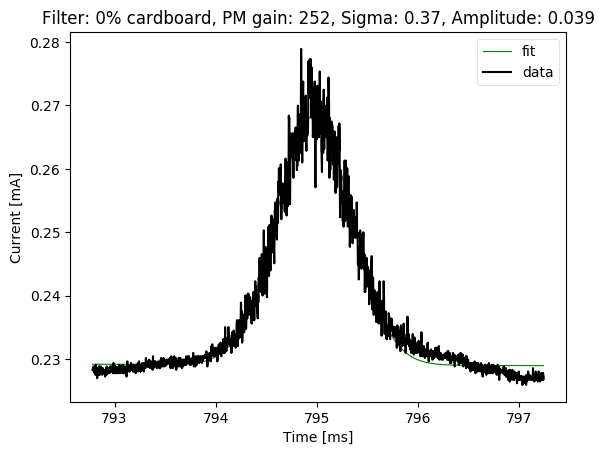 Filter: 0% cardboard, PM gain: 252, Sigma: 0.37, Amplitude: 0.039
fit
data
0.28
0.27
0.26
0.25
0.24
0.23
Current [mA]
793
794
795
796
797
Time [ms]